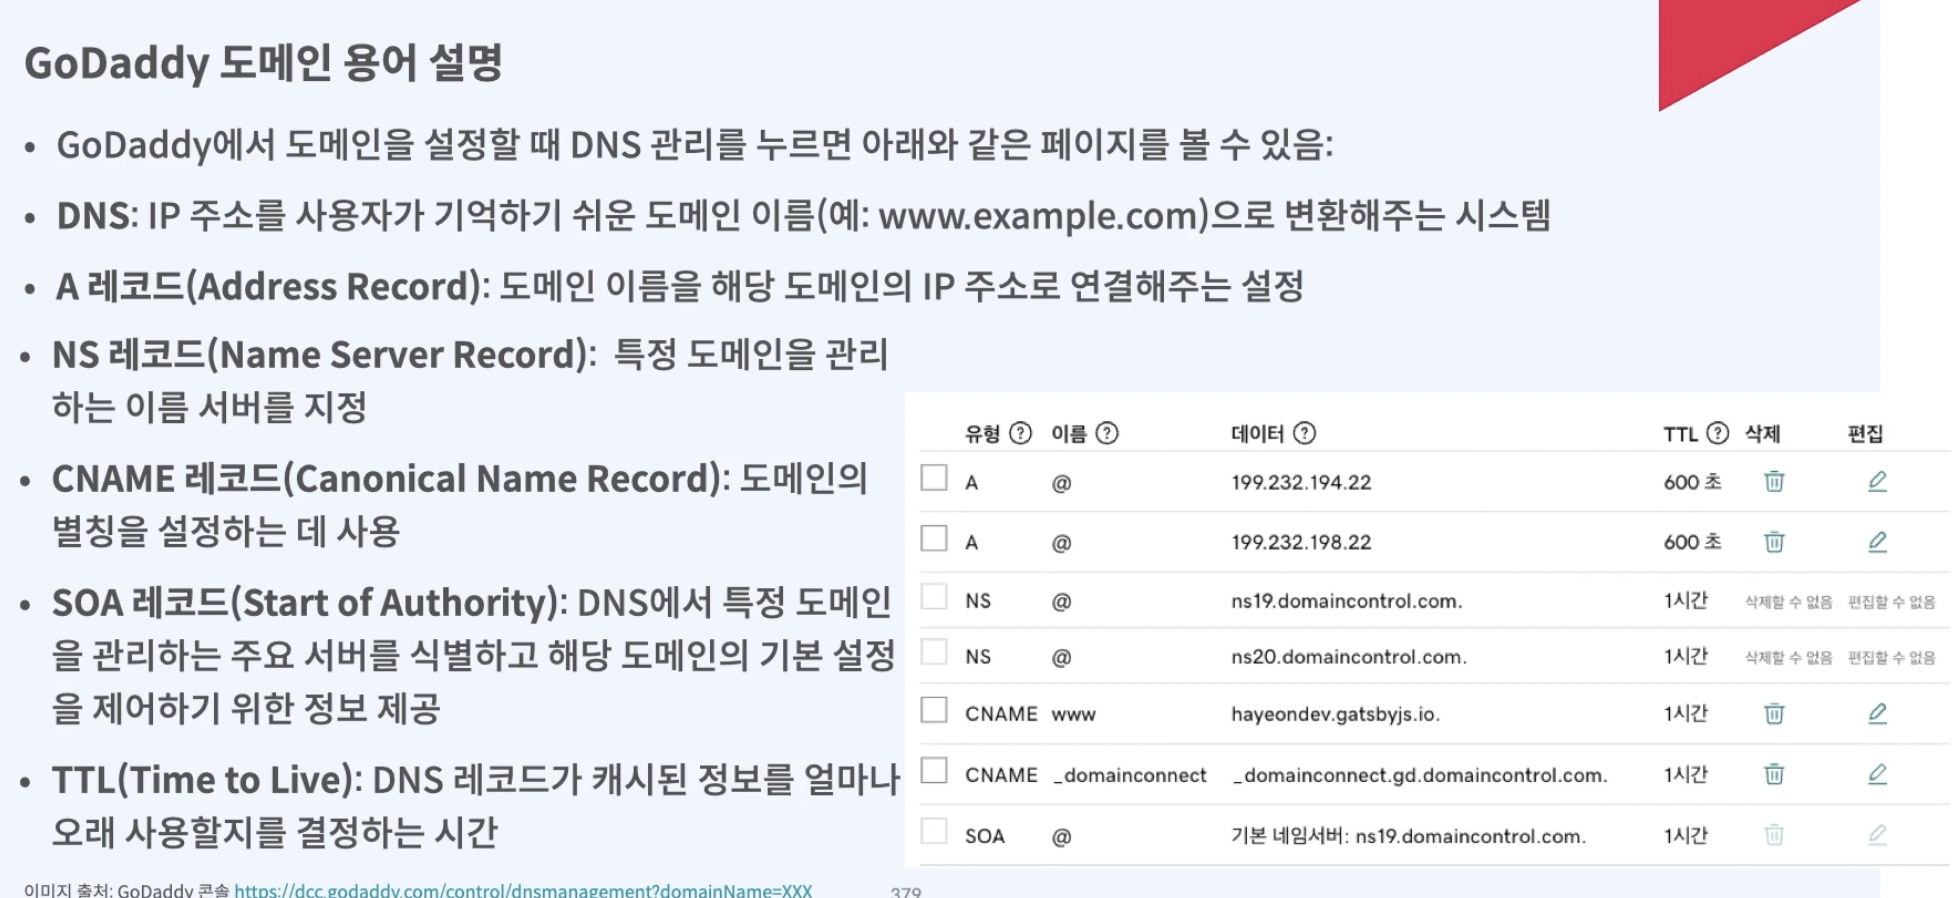 GoDaddy 도메인 용어 설명
• GoDaddy에서 도메인을 설정할 때 DNS 관리를 누르면 아래와 같은 페이지를 볼 수 있음:
• DNS: IP 주소를 사용자가 기억하기 쉬운 도메인 이름(예: www.example.com)으로 변환해주는 시스템
• A 레코드(Address Record): 도메인 이름을 해당 도메인의 IP 주소로 연결해주는 설정
• NS 레코드(Name Server Record): 특정 도메인을 관리
하는 이름 서버를 지정
• CNAME 레코드(Canonical Name Record): 도메인의
별칭을 설정하는 데 사용
• SOA 레코드(Start of Authority): DNS에서 특정 도메인
을 관리하는 주요 서버를 식별하고 해당 도메인의 기본 설정
을 제어하기 위한 정보 제공
• TTL(Time to Live): DNS 레코드가 캐시된 정보를 얼마나
오래 사용할지를 결정하는 시간
유형 이름 데이터 TTL 삭제 편집
A @ 199.232.194.22 600 초
A @ 199.232.198.22 600 초
NS @ ns19.domaincontrol.com. 1시간 삭제할 수 없음 편집할 수 없음
NS @ ns20.domaincontrol.com. 1시간 삭제할 수 없음 편집할 수 없음
CNAME www hayeondev.gatsbyjs.io. 1시간
CNAME _domainconnect _domainconnect.gd.domaincontrol.com. 1시간
SOA @ 기본 네임서버: ns19.domaincontrol.com. 1시간
이미지 출처: GoDaddy 콘솔 https://dcc.godaddy.com/control/dnsmanagement?domainName=XXX
379